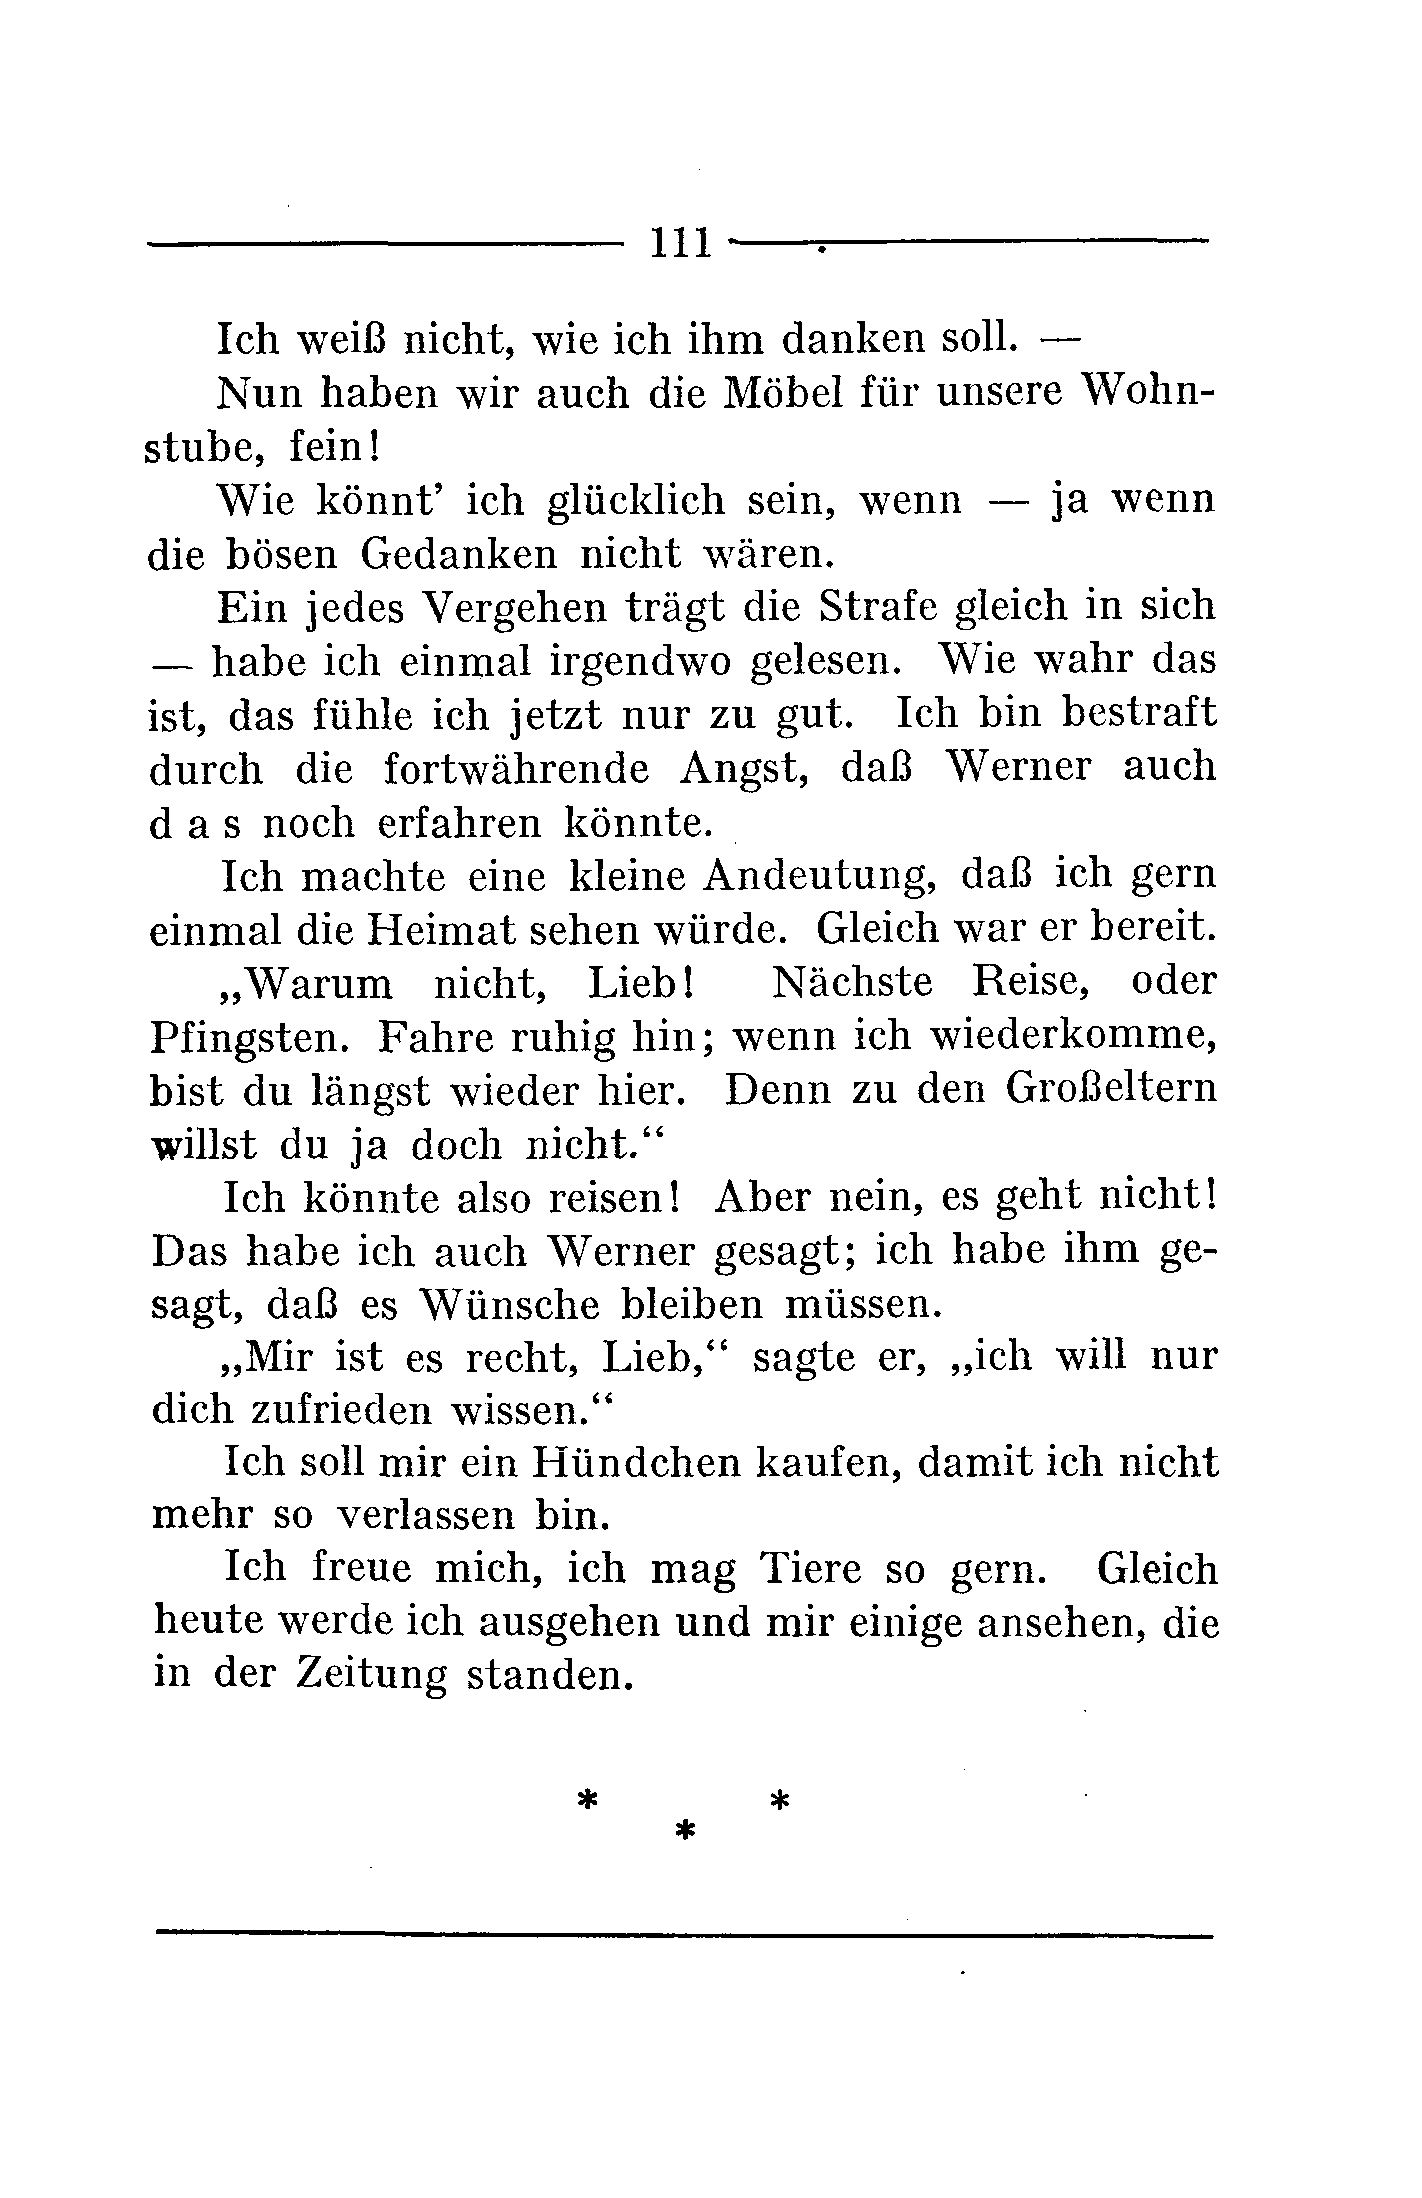 111
Ich weiß nicht, wie ich ihm danken soll. —
Nun haben wir auch die Möbel für unsere Wohn-
stube, fein!
Wie könnt’ ich glücklich sein, wenn — ja wenn
die bösen Gedanken nicht wären.
Ein jedes Vergehen trägt die Strafe gleich in sich
— habe ich einmal irgendwo gelesen. Wie wahr das
ist, das fühle ich jetzt nur zu gut. Ich bin bestraft
durch die fortwährende Angst, daß Werner auch
d a s noch erfahren könnte.
Ich machte eine kleine Andeutung, daß ich gern
einmal die Heimat sehen würde. Gleich war er bereit.
„Warum nicht, Lieb! Nächste Reise, oder
Pfingsten. Fahre ruhig hin; wenn ich wiederkomme,
bist du längst wieder hier. Denn zu den Großeltern
willst du ja doch nicht.“
Ich könnte also reisen! Aber nein, es geht nicht!
Das habe ich auch Werner gesagt; ich habe ihm ge-
sagt, daß es Wünsche bleiben müssen.
„Mir ist es recht, Lieb,“ sagte er, „ich will nur
dich zufrieden wissen.“
Ich soll mir ein Hündchen kaufen, damit ich nicht
mehr so verlassen bin.
Ich freue mich, ich mag Tiere so gern. Gleich
heute werde ich ausgehen und mir einige ansehen, die
in der Zeitung standen.
* *
*